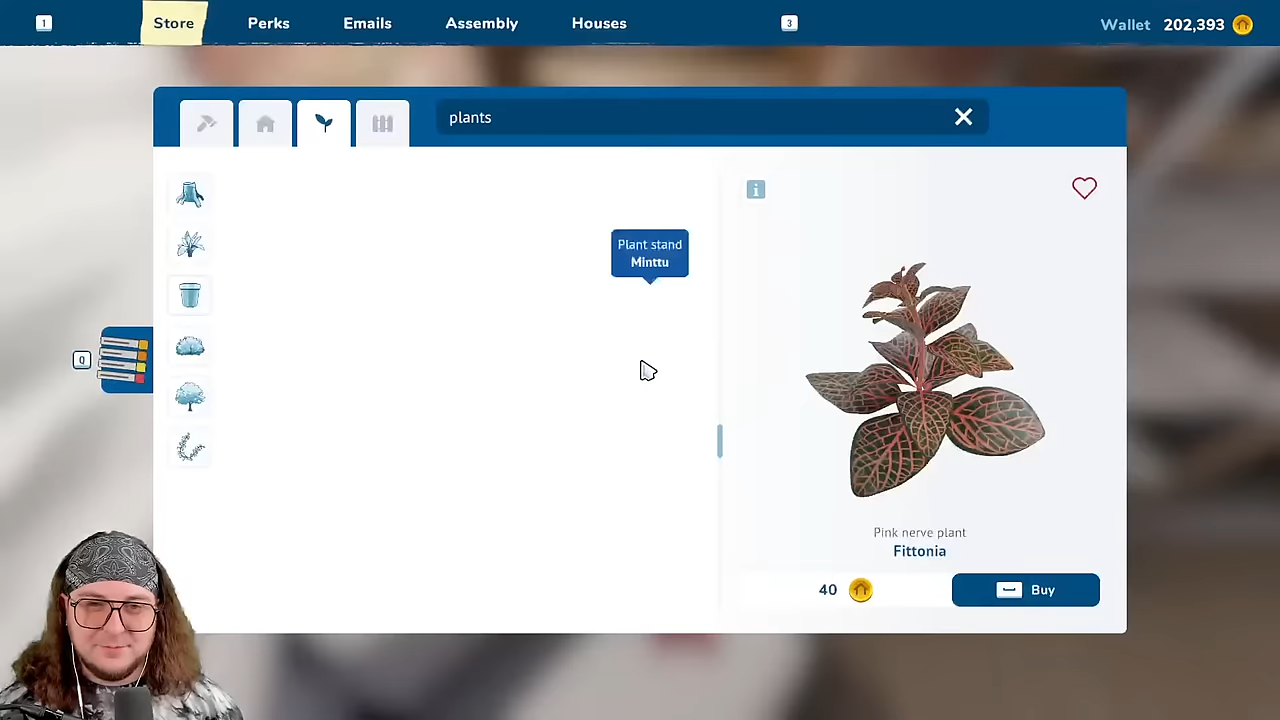 1
Store
Perks
Emails
Assembly
Houses
3
Wallet 202,393
plants
i
Plant stand
Minttu
Q
Pink nerve plant
Fittonia
40
Buy